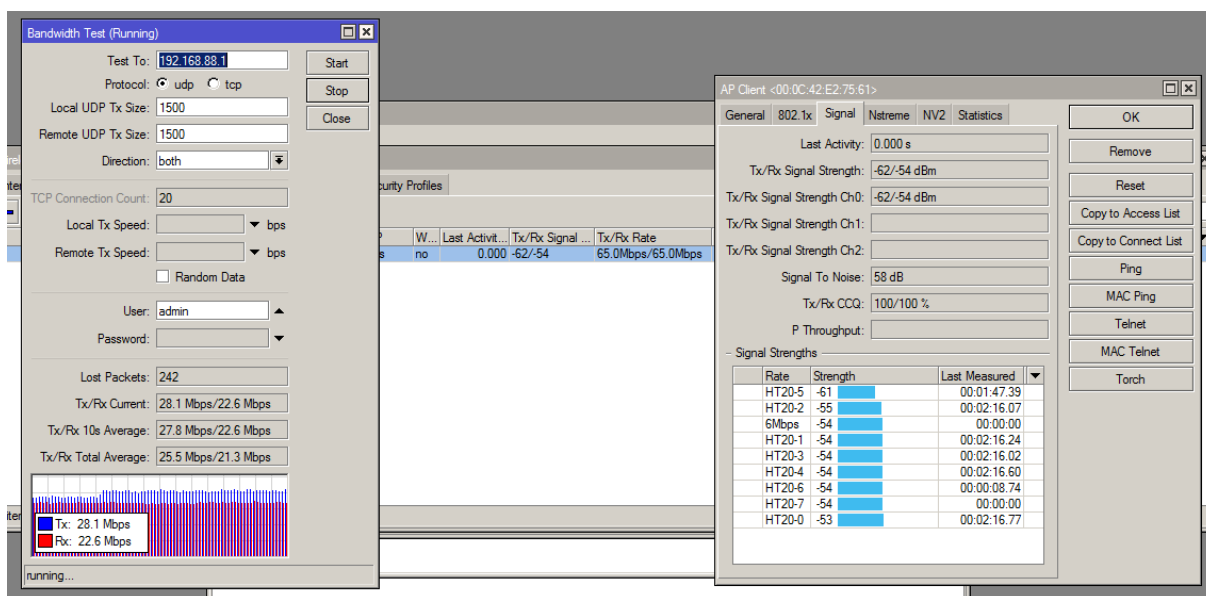 Bandwidth Test (Running)
Test To: 192.168.88.1
Start
Protocol: udp tcp
Stop
Local UDP Tx Size: 1500
Close
Remote UDP Tx Size: 1500
Direction: both
TCP Connection Count: 20
Local Tx Speed: bps
Remote Tx Speed: bps
Random Data
User: admin
Password:
Lost Packets: 242
Tx/Rx Current: 28.1 Mbps/22.6 Mbps
Tx/Rx 10s Average: 27.8 Mbps/22.6 Mbps
Tx/Rx Total Average: 25.5 Mbps/21.3 Mbps
Tx: 28.1 Mbps
Rx: 22.6 Mbps
running...
Profiles
W... Last Activit... Tx/Rx Signal ... Tx/Rx Rate
no 0.000 -62/-54 65.0Mbps/65.0Mbps
AP Client <00:0C:42:E2:75:61>
General 802.1x Signal Nstreme NV2 Statistics
Last Activity: 0.000 s
Tx/Rx Signal Strength: -62/-54 dBm
Tx/Rx Signal Strength Ch0: -62/-54 dBm
Tx/Rx Signal Strength Ch1:
Tx/Rx Signal Strength Ch2:
Signal To Noise: 58 dB
Tx/Rx CCQ: 100/100 %
P Throughput:
Signal Strengths
Rate Strength Last Measured
HT20-5 -61 00:01:47.39
HT20-2 -55 00:02:16.07
6Mbps -54 00:00:00
HT20-1 -54 00:02:16.24
HT20-3 -54 00:02:16.02
HT20-4 -54 00:02:16.60
HT20-6 -54 00:00:08.74
HT20-7 -54 00:00:00
HT20-0 -53 00:02:16.77
OK
Remove
Reset
Copy to Access List
Copy to Connect List
Ping
MAC Ping
Telnet
MAC Telnet
Torch